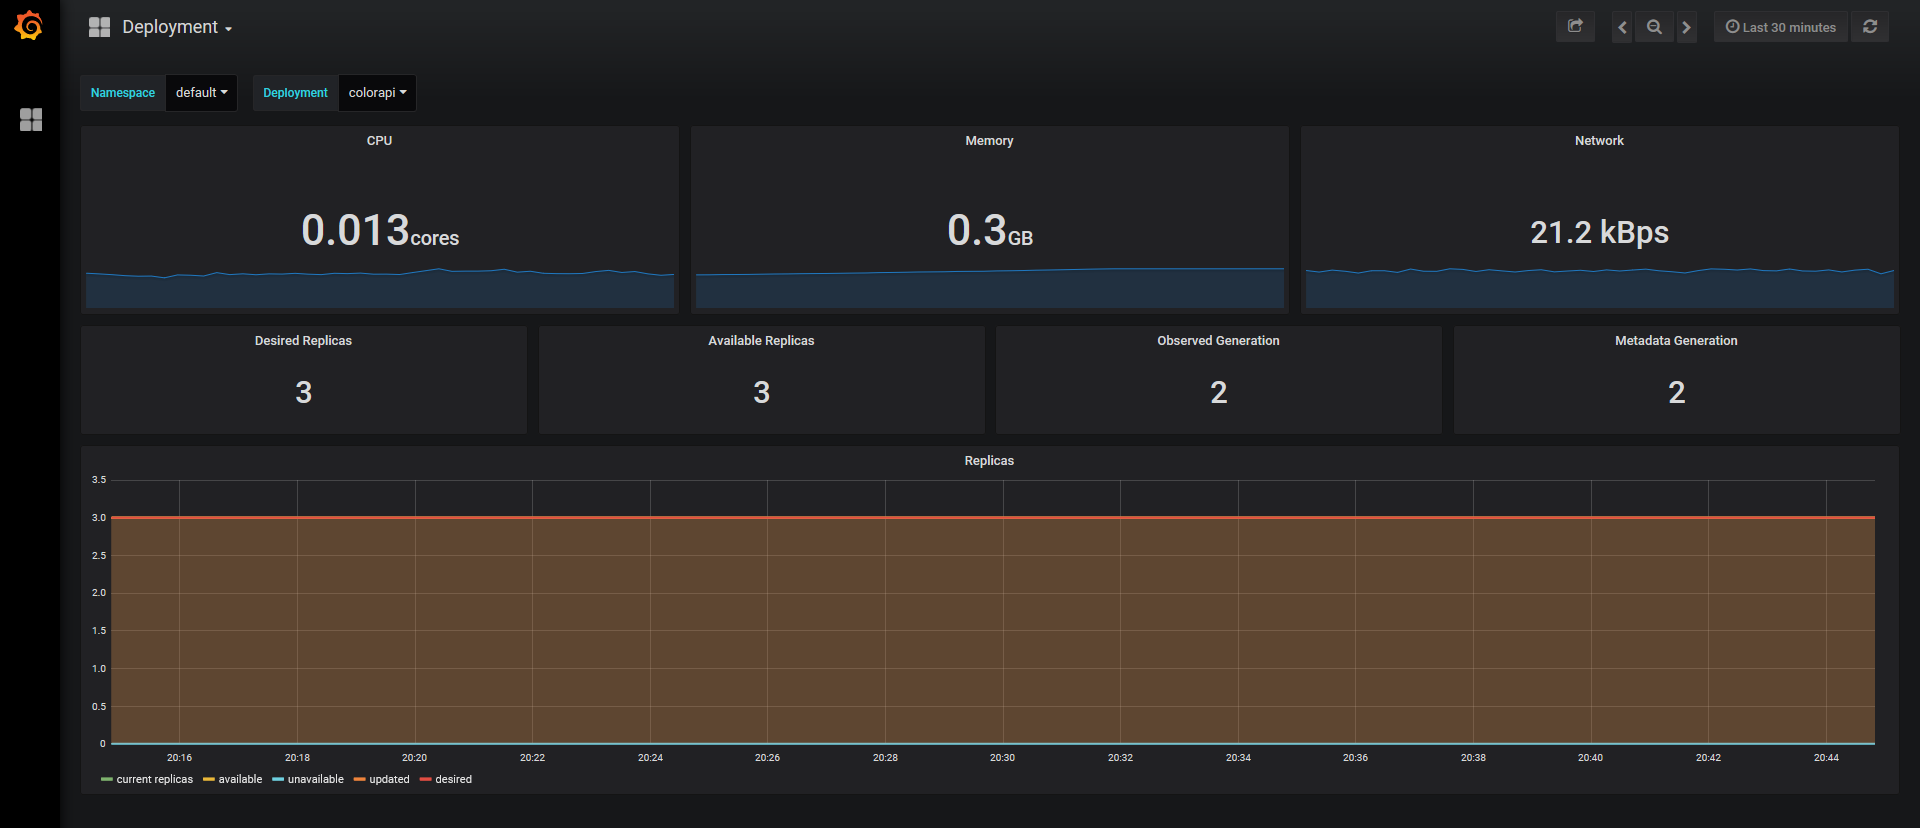 Deployment
Last 30 minutes
Namespace default Deployment colorapi
CPU
0.013cores
Memory
0.3GB
Network
21.2 kBps
Desired Replicas
3
Available Replicas
3
Observed Generation
2
Metadata Generation
2
Replicas
3.5
3.0
2.5
2.0
1.5
1.0
0.5
0
20:16 20:18 20:20 20:22 20:24 20:26 20:28 20:30 20:32 20:34 20:36 20:38 20:40 20:42 20:44
current replicas available unavailable updated desired